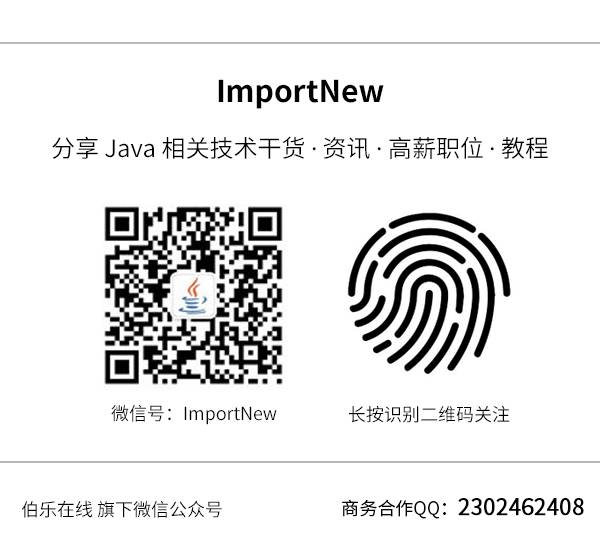 ImportNew
分享 Java 相关技术干货 · 资讯 · 高薪职位 · 教程
微信号：ImportNew
长按识别二维码关注
伯乐在线 旗下微信公众号
商务合作QQ：2302462408